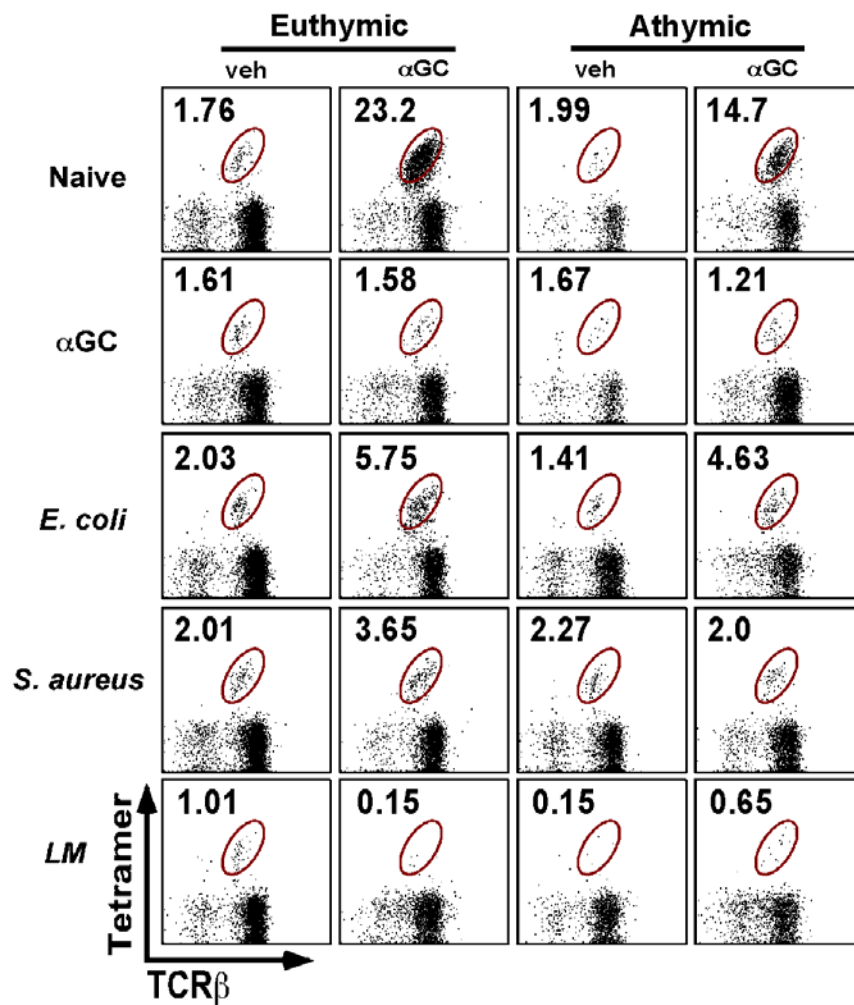 Euthymic Athymic
veh αGC veh αGC
Naive 1.76 23.2 1.99 14.7
αGC 1.61 1.58 1.67 1.21
E. coli 2.03 5.75 1.41 4.63
S. aureus 2.01 3.65 2.27 2.0
LM 1.01 0.15 0.15 0.65
Tetramer
TCRβ